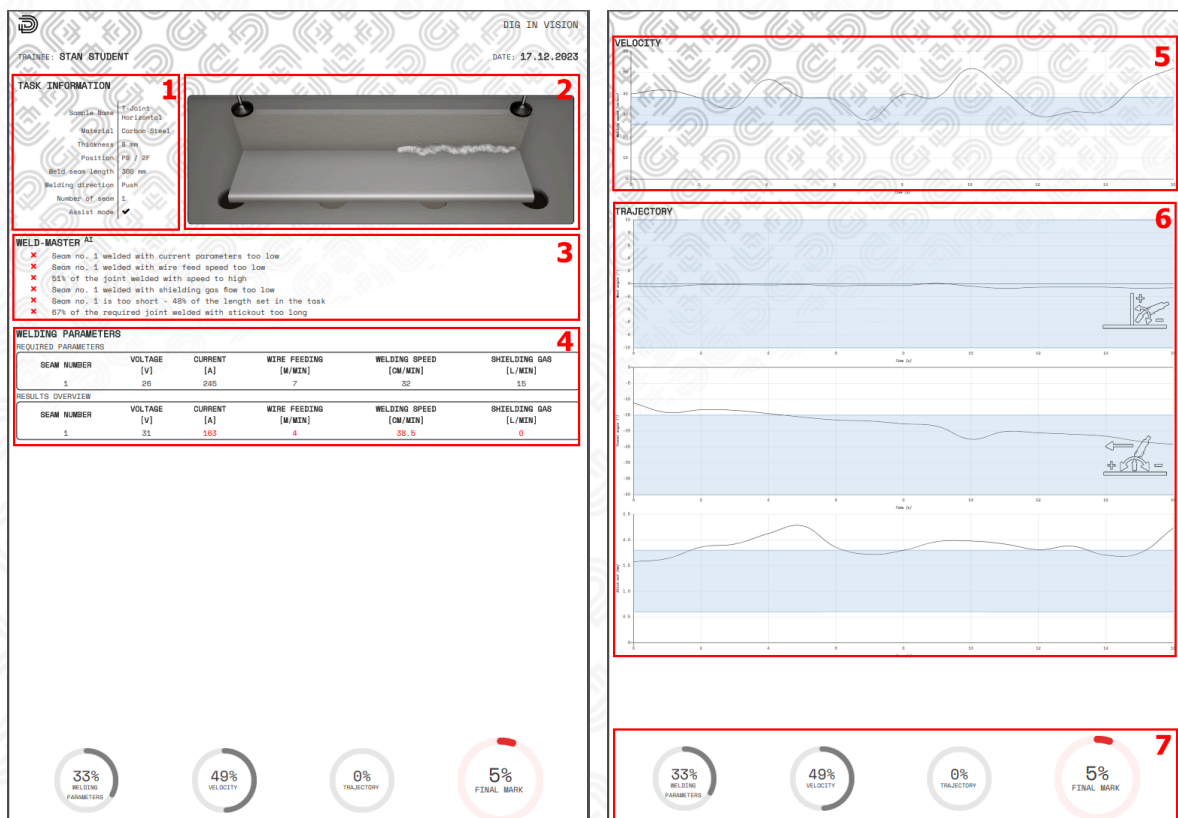 DIG IN VISION
TRAINEE: STAN STUDENT
DATE: 17.12.2023
TASK INFORMATION
1
Sample Name T-Joint Horizontal
Material Carbon Steel
Thickness 8 mm
Position PB / 2F
Weld seam length 300 mm
Welding direction Push
Number of seam 1
Assist mode ✔
2
WELD-MASTER AI
3
Seam no. 1 welded with current parameters too low
Seam no. 1 welded with wire feed speed too low
51% of the joint welded with speed to high
Seam no. 1 welded with shielding gas flow too low
Seam no. 1 is too short - 48% of the length set in the task
67% of the required joint welded with stickout too long
WELDING PARAMETERS
4
REQUIRED PARAMETERS
SEAM NUMBER VOLTAGE [V] CURRENT [A] WIRE FEEDING [M/MIN] WELDING SPEED [CM/MIN] SHIELDING GAS [L/MIN]
1 26 245 7 32 15
RESULTS OVERVIEW
SEAM NUMBER VOLTAGE [V] CURRENT [A] WIRE FEEDING [M/MIN] WELDING SPEED [CM/MIN] SHIELDING GAS [L/MIN]
1 31 163 4 38.5 0
33% WELDING PARAMETERS
49% VELOCITY
0% TRAJECTORY
5% FINAL MARK
VELOCITY
5
TRAJECTORY
6
7
33% WELDING PARAMETERS
49% VELOCITY
0% TRAJECTORY
5% FINAL MARK